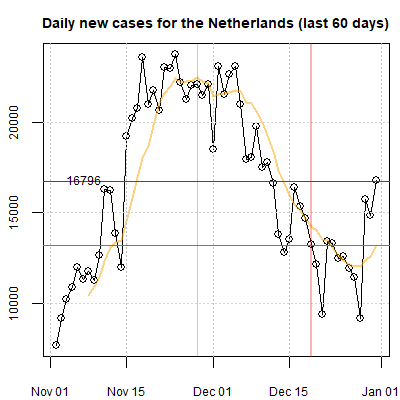 Daily new cases for the Netherlands (last 60 days)
20000
16796
15000
10000
Nov 01 Nov 15 Dec 01 Dec 15 Jan 01